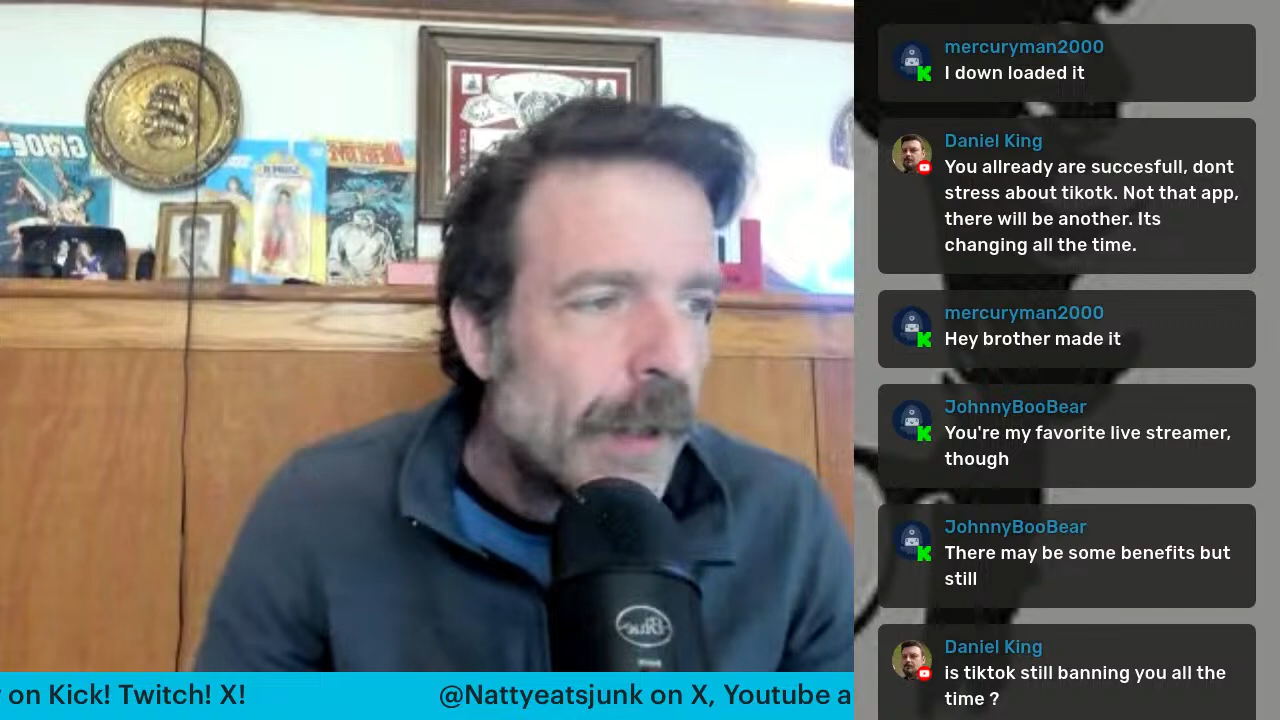 GIJOE
Blue
on Kick! Twitch! X!
@Nattyeatsjunk on X, Youtube a
mercuryman2000
I down loaded it
Daniel King
You allready are succesfull, dont
stress about tikotk. Not that app,
there will be another. Its
changing all the time.
mercuryman2000
Hey brother made it
JohnnyBooBear
You're my favorite live streamer,
though
JohnnyBooBear
There may be some benefits but
still
Daniel King
is tiktok still banning you all the
time ?